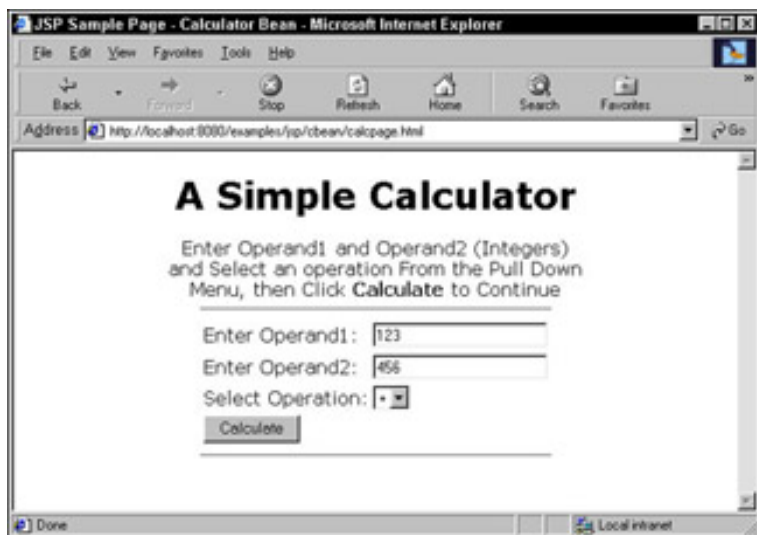 JSP Sample Page - Calculator Bean - Microsoft Internet Explorer
File Edit View Favorites Tools Help
Back Forward Stop Refresh Home Search Favorites »
Address http://localhost:8080/examples/jsp/cbean/calcpage.html Go
A Simple Calculator
Enter Operand1 and Operand2 (Integers)
and Select an operation From the Pull Down
Menu, then Click Calculate to Continue
Enter Operand1: 123
Enter Operand2: 456
Select Operation: +
Calculate
Done Local intranet